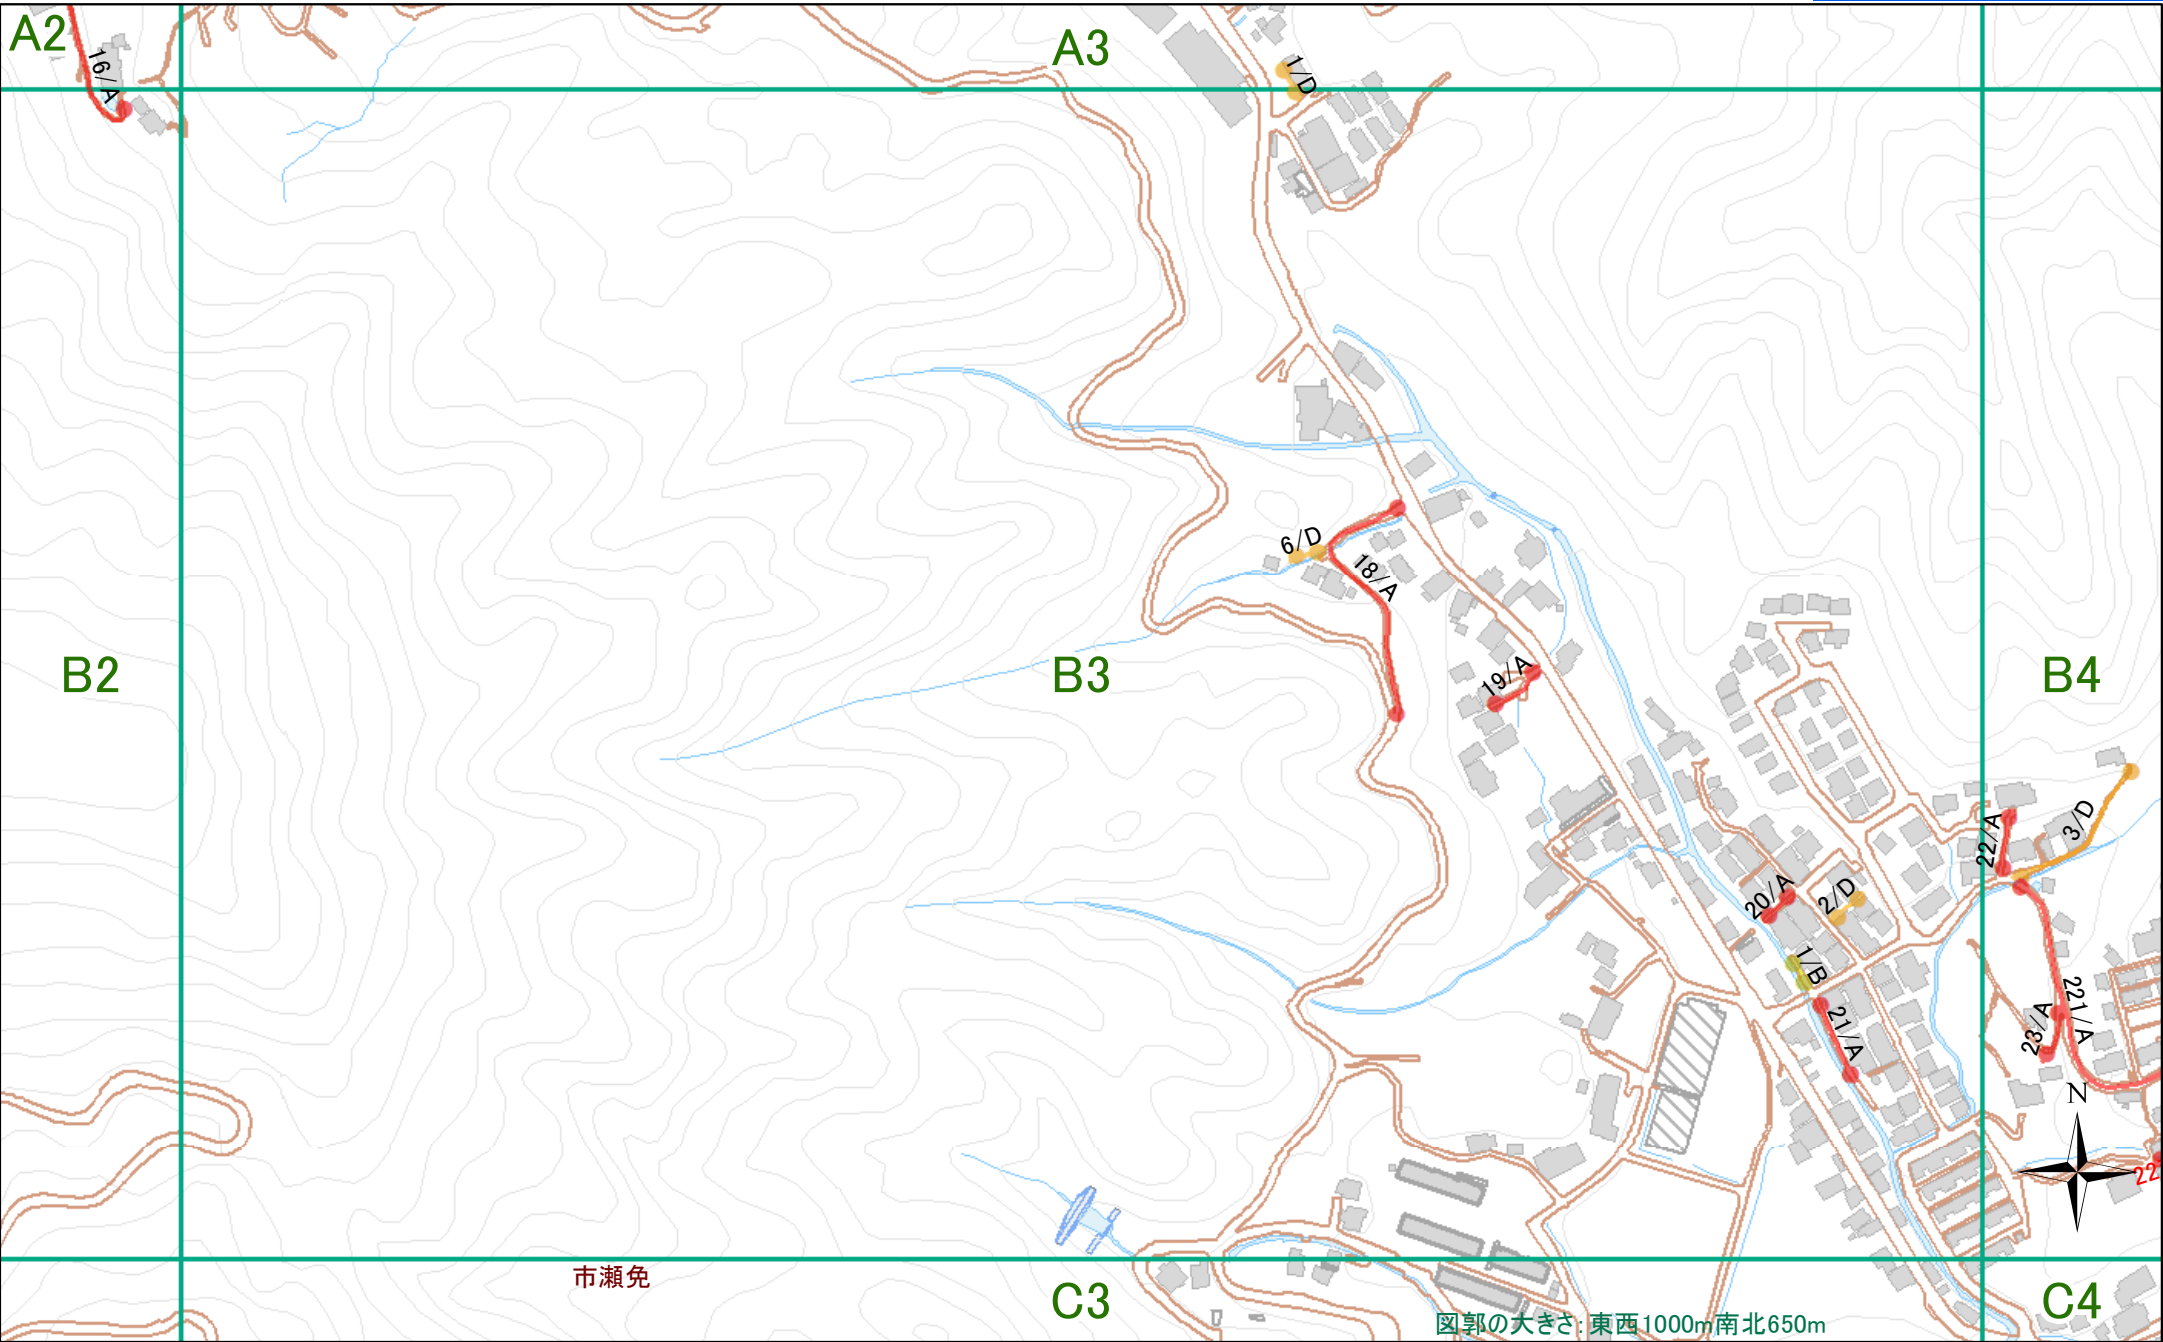 A2
A3
16/A
1/D
6/D
18/A
B2
B3
19/A
B4
3/D
22/A
20/A
2/D
1/B
221/A
21/A
23/A
N
22
市瀬免
C3
C4
図郭の大きさ:東西1000m南北650m